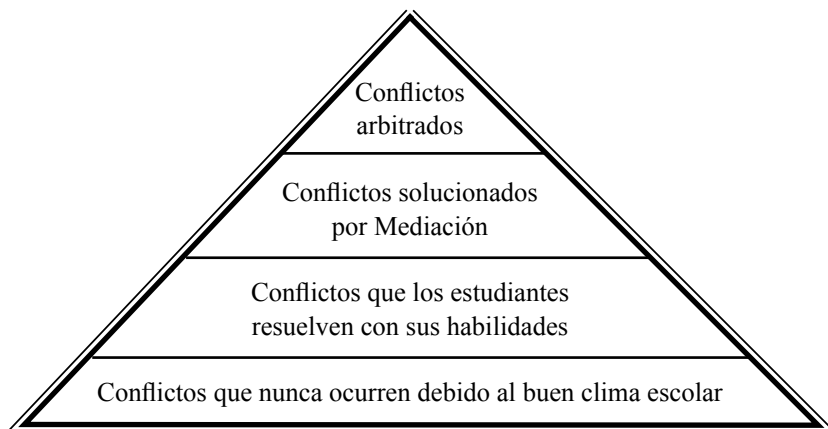 Conflictos
arbitrados
Conflictos solucionados
por Mediación
Conflictos que los estudiantes
resuelven con sus habilidades
Conflictos que nunca ocurren debido al buen clima escolar